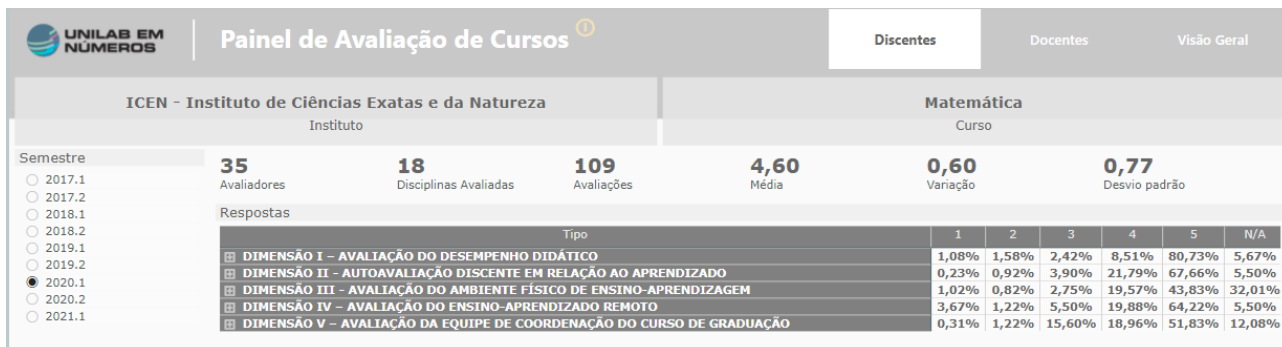 UNILAB EM
NÚMEROS
Painel de Avaliação de Cursos
Discentes
Docentes
Visão Geral
ICEN - Instituto de Ciências Exatas e da Natureza
Instituto
Matemática
Curso
Semestre
2017.1
2017.2
2018.1
2018.2
2019.1
2019.2
2020.1
2020.2
2021.1
35
Avaliadores
18
Disciplinas Avaliadas
109
Avaliações
4,60
Média
0,60
Variação
0,77
Desvio padrão
Respostas
Tipo 1 2 3 4 5 N/A
DIMENSÃO I – AVALIAÇÃO DO DESEMPENHO DIDÁTICO 1,08% 1,58% 2,42% 8,51% 80,73% 5,67%
DIMENSÃO II - AUTOAVALIAÇÃO DISCENTE EM RELAÇÃO AO APRENDIZADO 0,23% 0,92% 3,90% 21,79% 67,66% 5,50%
DIMENSÃO III - AVALIAÇÃO DO AMBIENTE FÍSICO DE ENSINO-APRENDIZAGEM 1,02% 0,82% 2,75% 19,57% 43,83% 32,01%
DIMENSÃO IV – AVALIAÇÃO DO ENSINO-APRENDIZADO REMOTO 3,67% 1,22% 5,50% 19,88% 64,22% 5,50%
DIMENSÃO V – AVALIAÇÃO DA EQUIPE DE COORDENAÇÃO DO CURSO DE GRADUAÇÃO 0,31% 1,22% 15,60% 18,96% 51,83% 12,08%